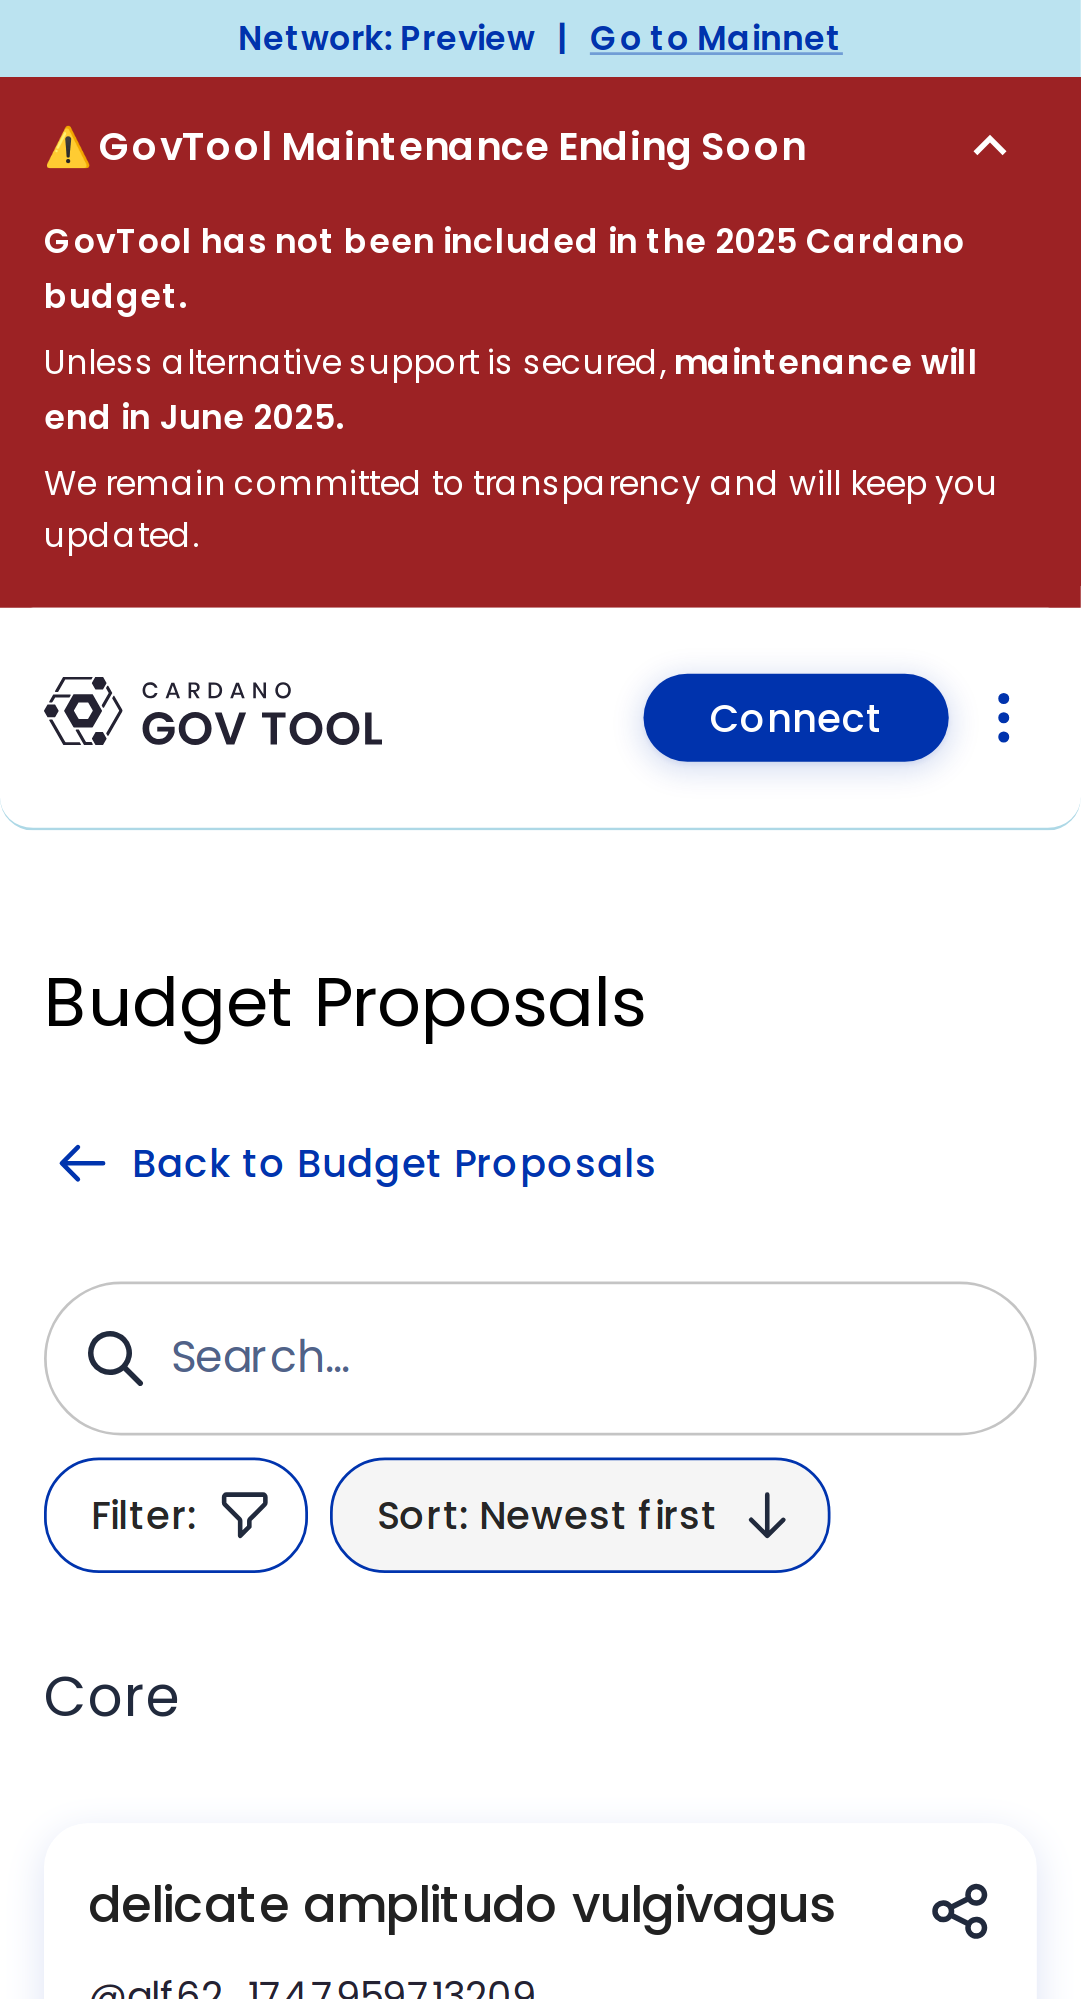 Network: Preview | Go to Mainnet
⚠️ GovTool Maintenance Ending Soon
GovTool has not been included in the 2025 Cardano
budget.
Unless alternative support is secured, maintenance will
end in June 2025.
We remain committed to transparency and will keep you
updated.
CARDANO
GOV TOOL
Connect
Budget Proposals
Back to Budget Proposals
Search...
Filter:
Sort: Newest first
Core
delicate amplitudo vulgivagus
@alf62_1747959713209